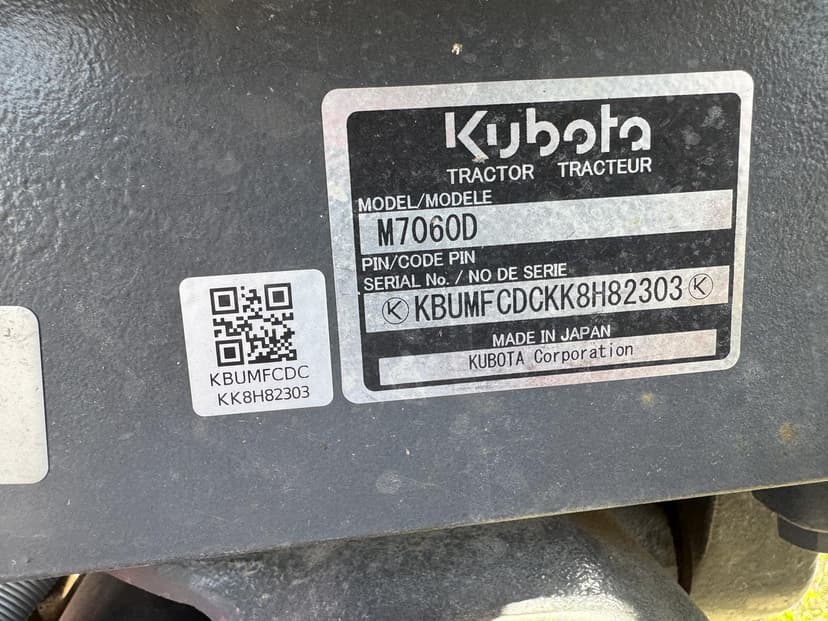 Kubota
TRACTOR TRACTEUR
MODEL/MODELE
M7060D
PIN/CODE PIN
SERIAL No. / NO DE SERIE
Ⓚ KBUMFCDCKK8H82303 Ⓚ
MADE IN JAPAN
KUBOTA Corporation
KBUMFCDC
KK8H82303